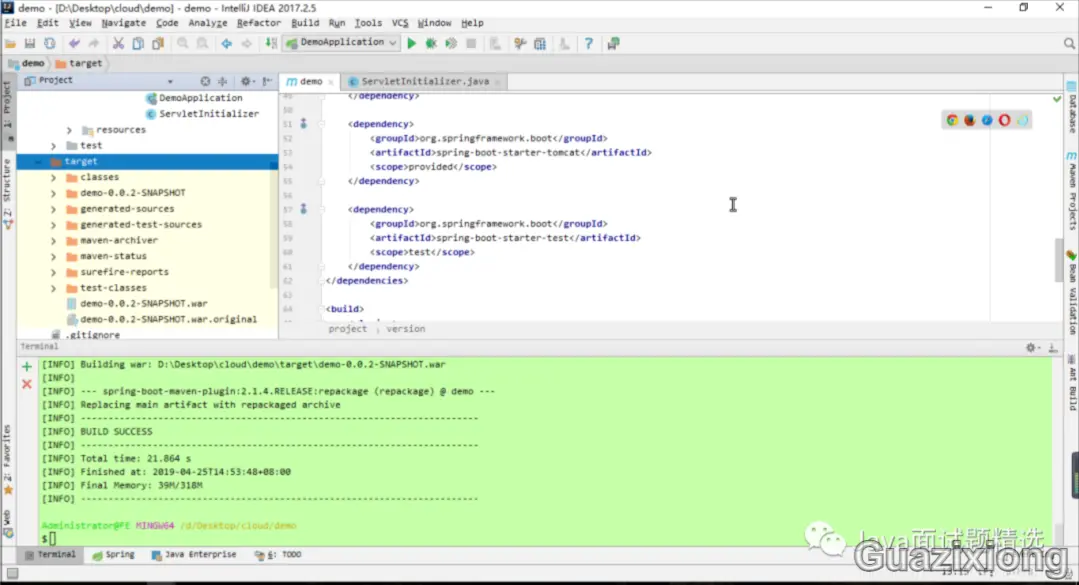 demo - [D:\Desktop\cloud\demo] - demo - IntelliJ IDEA 2017.2.5
File Edit View Navigate Code Analyze Refactor Build Run Tools VCS Window Help
DemoApplication
demo target
Project
demo ServletInitializer.java
DemoApplication
ServletInitializer
resources
test
target
classes
demo-0.0.2-SNAPSHOT
generated-sources
generated-test-sources
maven-archiver
maven-status
surefire-reports
test-classes
demo-0.0.2-SNAPSHOT.war
demo-0.0.2-SNAPSHOT.war.original
.gitignore
</dependency>
50
51 <dependency>
52 <groupId>org.springframework.boot</groupId>
53 <artifactId>spring-boot-starter-tomcat</artifactId>
54 <scope>provided</scope>
55 </dependency>
56
57 <dependency>
58 <groupId>org.springframework.boot</groupId>
59 <artifactId>spring-boot-starter-test</artifactId>
60 <scope>test</scope>
61 </dependency>
62 </dependencies>
63
64 <build>
project version
1: Project
Z: Structure
2: Favorites
Web
Database
Maven Projects
Bean Validation
Ant Build
Terminal
[INFO] Building war: D:\Desktop\cloud\demo\target\demo-0.0.2-SNAPSHOT.war
[INFO]
[INFO] --- spring-boot-maven-plugin:2.1.4.RELEASE:repackage (repackage) @ demo ---
[INFO] Replacing main artifact with repackaged archive
[INFO] ------------------------------------------------------------------------
[INFO] BUILD SUCCESS
[INFO] ------------------------------------------------------------------------
[INFO] Total time: 21.864 s
[INFO] Finished at: 2019-04-25T14:53:48+08:00
[INFO] Final Memory: 39M/318M
[INFO] ------------------------------------------------------------------------
Administrator@FE MINGW64 /d/Desktop/cloud/demo
$
Terminal Spring Java Enterprise 6: TODO
Java面试题精选
Guazixiong